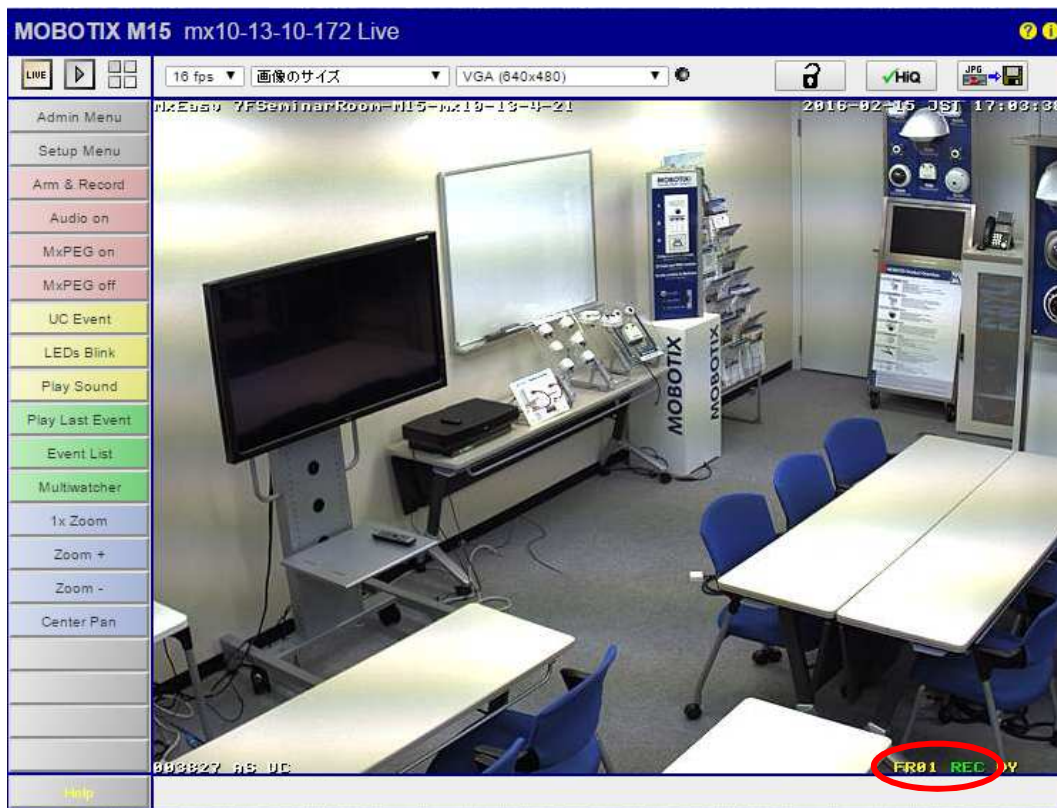 MOBOTIX M15 mx10-13-10-172 Live
LIVE
16 fps
画像のサイズ
VGA (640x480)
HiQ
JPG
MxEasy 7FSeminarRoom-M15-mx10-13-4-21
2016-02-15 JST 17:03:38
Admin Menu
Setup Menu
Arm & Record
Audio on
MxPEG on
MxPEG off
UC Event
LEDs Blink
Play Sound
Play Last Event
Event List
Multiwatcher
1x Zoom
Zoom +
Zoom -
Center Pan
Help
MOBOTIX
MOBOTIX
MOBOTIX
003827 AS UC
FR01 REC